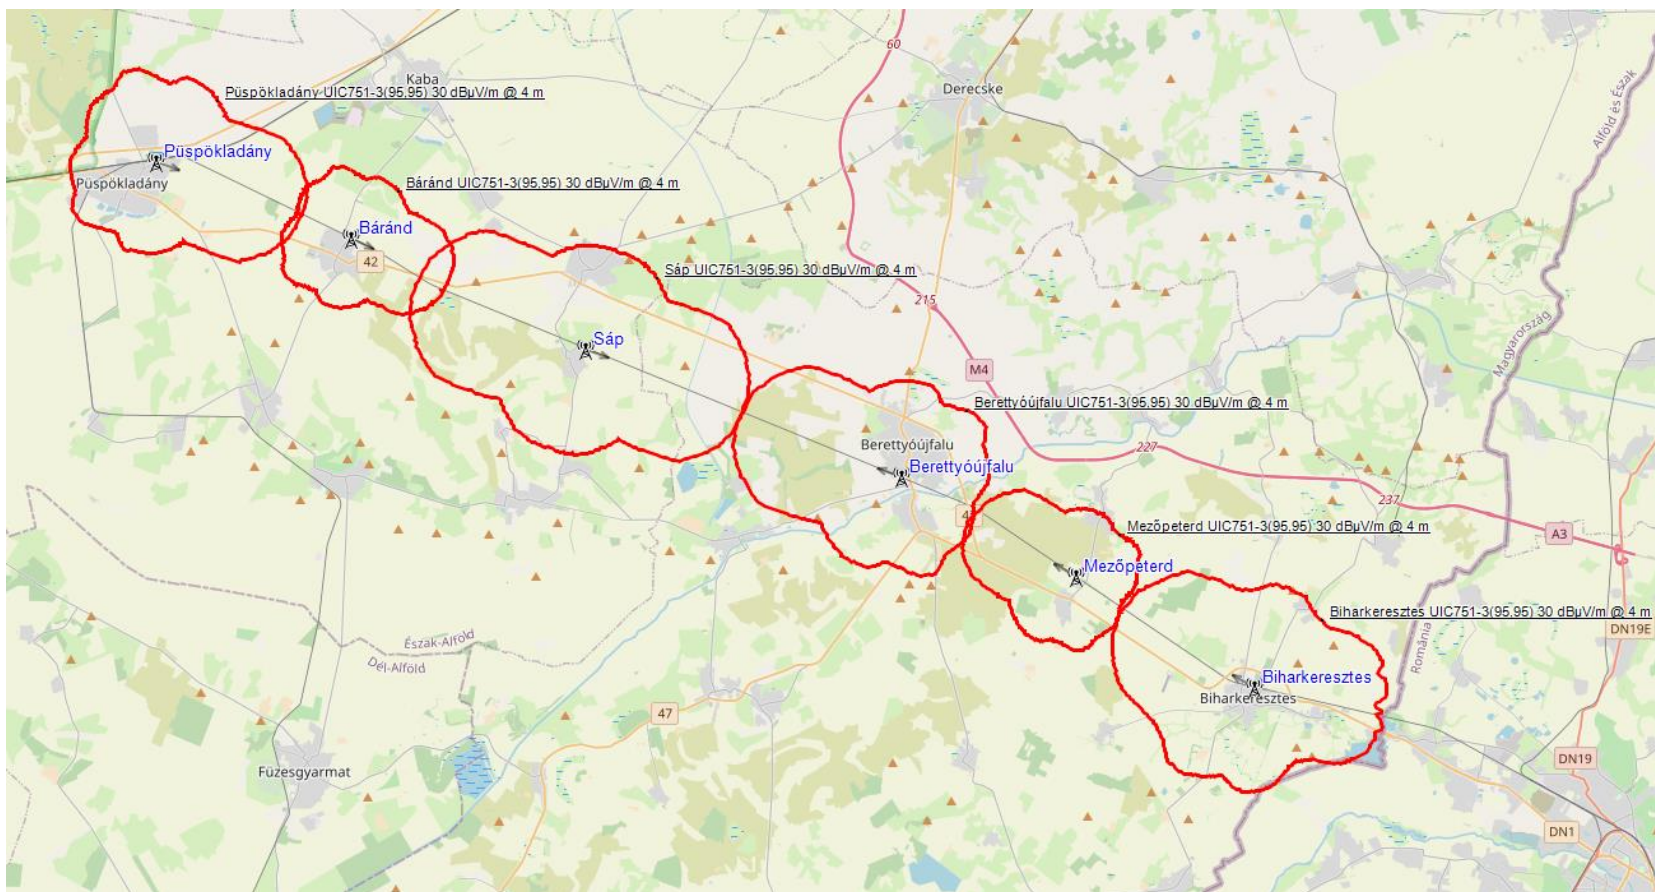 60
Kaba
Derecske
Alföld és Észak
Püspökladány UIC751-3(95,95) 30 dBµV/m @ 4 m
Püspökladány
Püspökladány
Báránd UIC751-3(95,95) 30 dBµV/m @ 4 m
Báránd
42
Sáp UIC751-3(95,95) 30 dBµV/m @ 4 m
215
Sáp
Magyarország
M4
Berettyóújfalu UIC751-3(95,95) 30 dBµV/m @ 4 m
Berettyóújfalu
227
Berettyóújfalu
237
Mezőpeterd UIC751-3(95,95) 30 dBµV/m @ 4 m
A3
Mezőpeterd
Biharkeresztes UIC751-3(95,95) 30 dBµV/m @ 4 m
DN19E
Észak-Alföld
Dél-Alföld
România
Biharkeresztes
Biharkeresztes
47
DN19
Füzesgyarmat
DN1